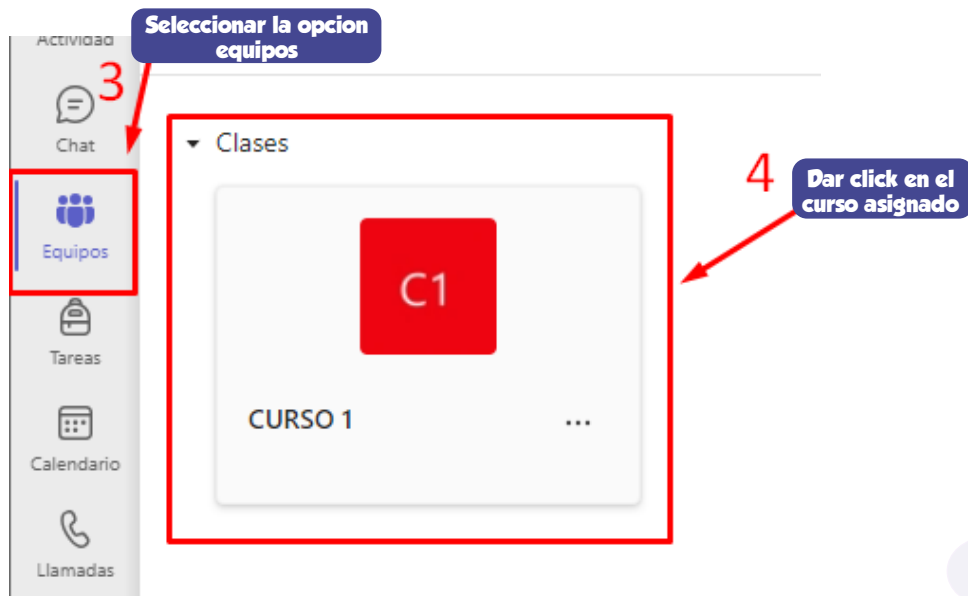 Seleccionar la opcion
equipos
Actividad
3
Chat
Equipos
Tareas
Calendario
Llamadas
Clases
C1
CURSO 1
...
4
Dar click en el
curso asignado